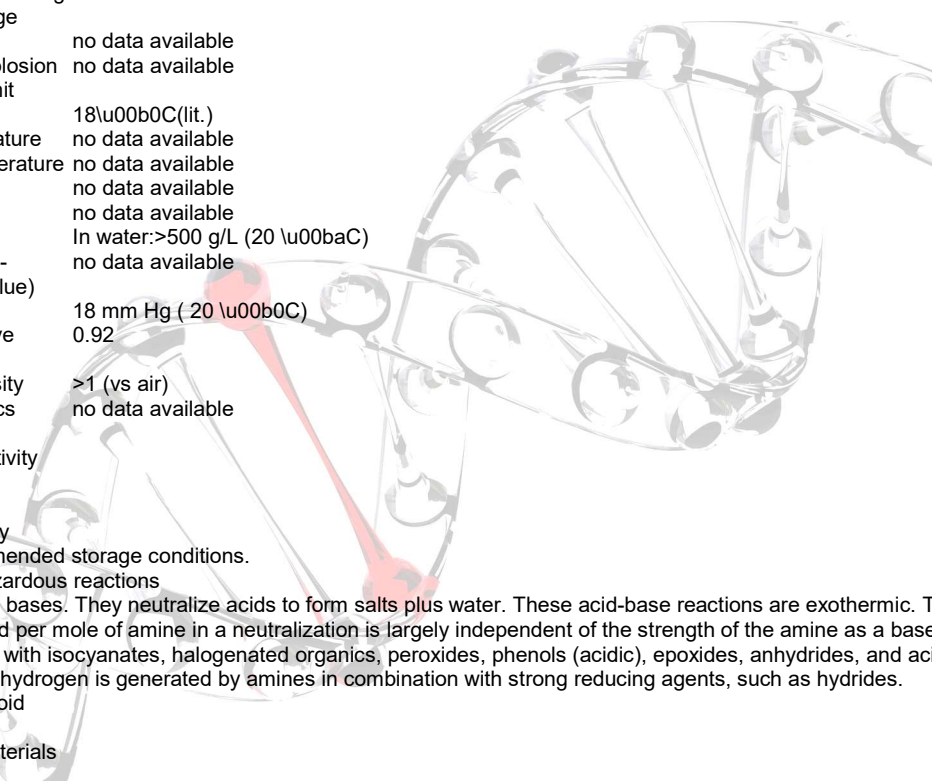 ge
no data available
losion no data available
nit
18\u00b0C(lit.)
ature no data available
erature no data available
no data available
no data available
In water:>500 g/L (20 \u00baC)
- no data available
lue)
18 mm Hg ( 20 \u00b0C)
ve 0.92
sity >1 (vs air)
cs no data available
tivity
y
mended storage conditions.
zardous reactions
bases. They neutralize acids to form salts plus water. These acid-base reactions are exothermic. T
d per mole of amine in a neutralization is largely independent of the strength of the amine as a base
with isocyanates, halogenated organics, peroxides, phenols (acidic), epoxides, anhydrides, and aci
hydrogen is generated by amines in combination with strong reducing agents, such as hydrides.
oid
terials